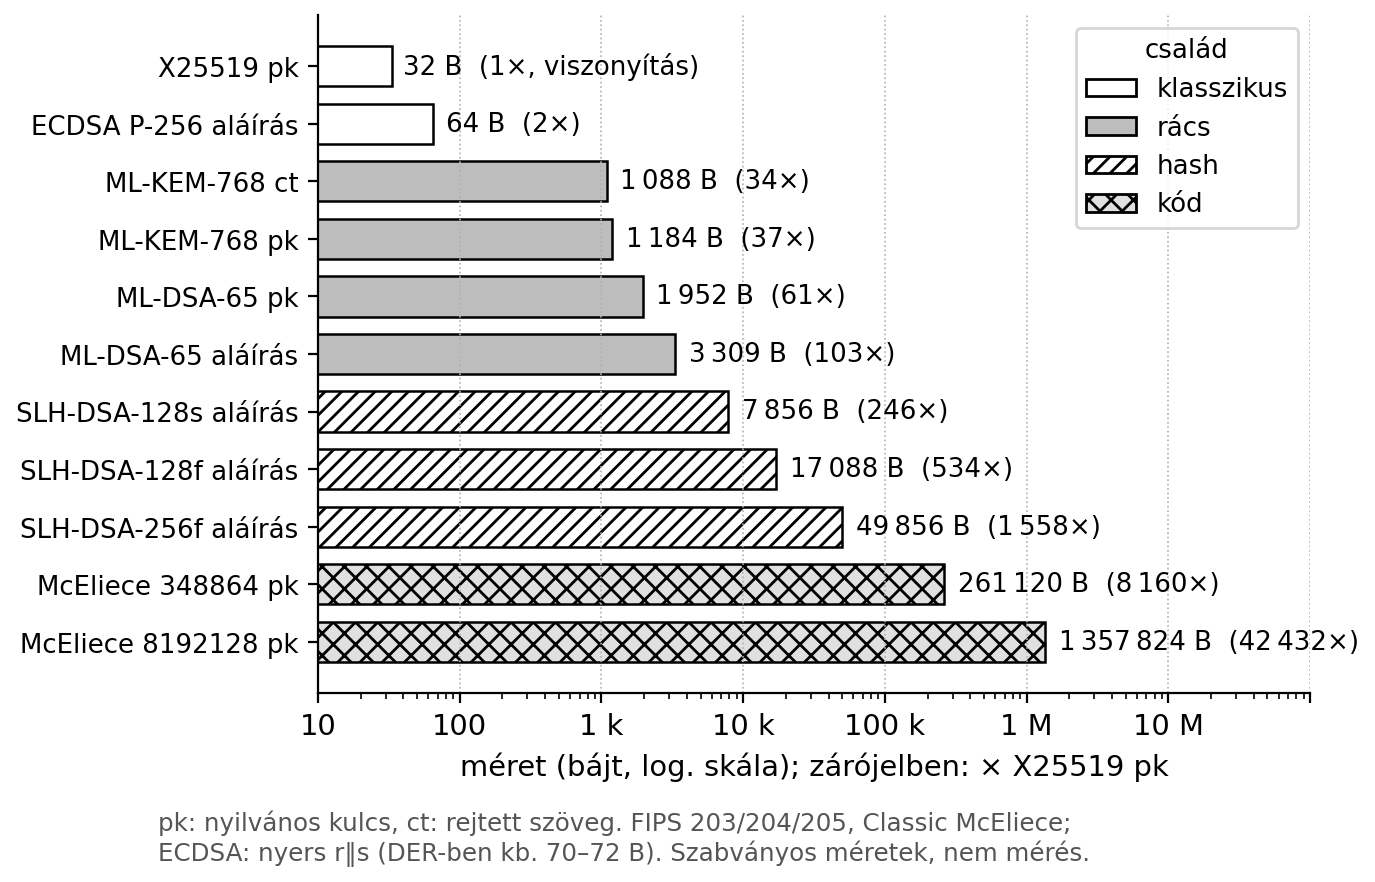 család
klasszikus
rács
hash
kód
X25519 pk 32 B (1×, viszonyítás)
ECDSA P-256 aláírás 64 B (2×)
ML-KEM-768 ct 1 088 B (34×)
ML-KEM-768 pk 1 184 B (37×)
ML-DSA-65 pk 1 952 B (61×)
ML-DSA-65 aláírás 3 309 B (103×)
SLH-DSA-128s aláírás 7 856 B (246×)
SLH-DSA-128f aláírás 17 088 B (534×)
SLH-DSA-256f aláírás 49 856 B (1 558×)
McEliece 348864 pk 261 120 B (8 160×)
McEliece 8192128 pk 1 357 824 B (42 432×)
10 100 1 k 10 k 100 k 1 M 10 M
méret (bájt, log. skála); zárójelben: × X25519 pk
pk: nyilvános kulcs, ct: rejtett szöveg. FIPS 203/204/205, Classic McEliece;
ECDSA: nyers r‖s (DER-ben kb. 70–72 B). Szabványos méretek, nem mérés.